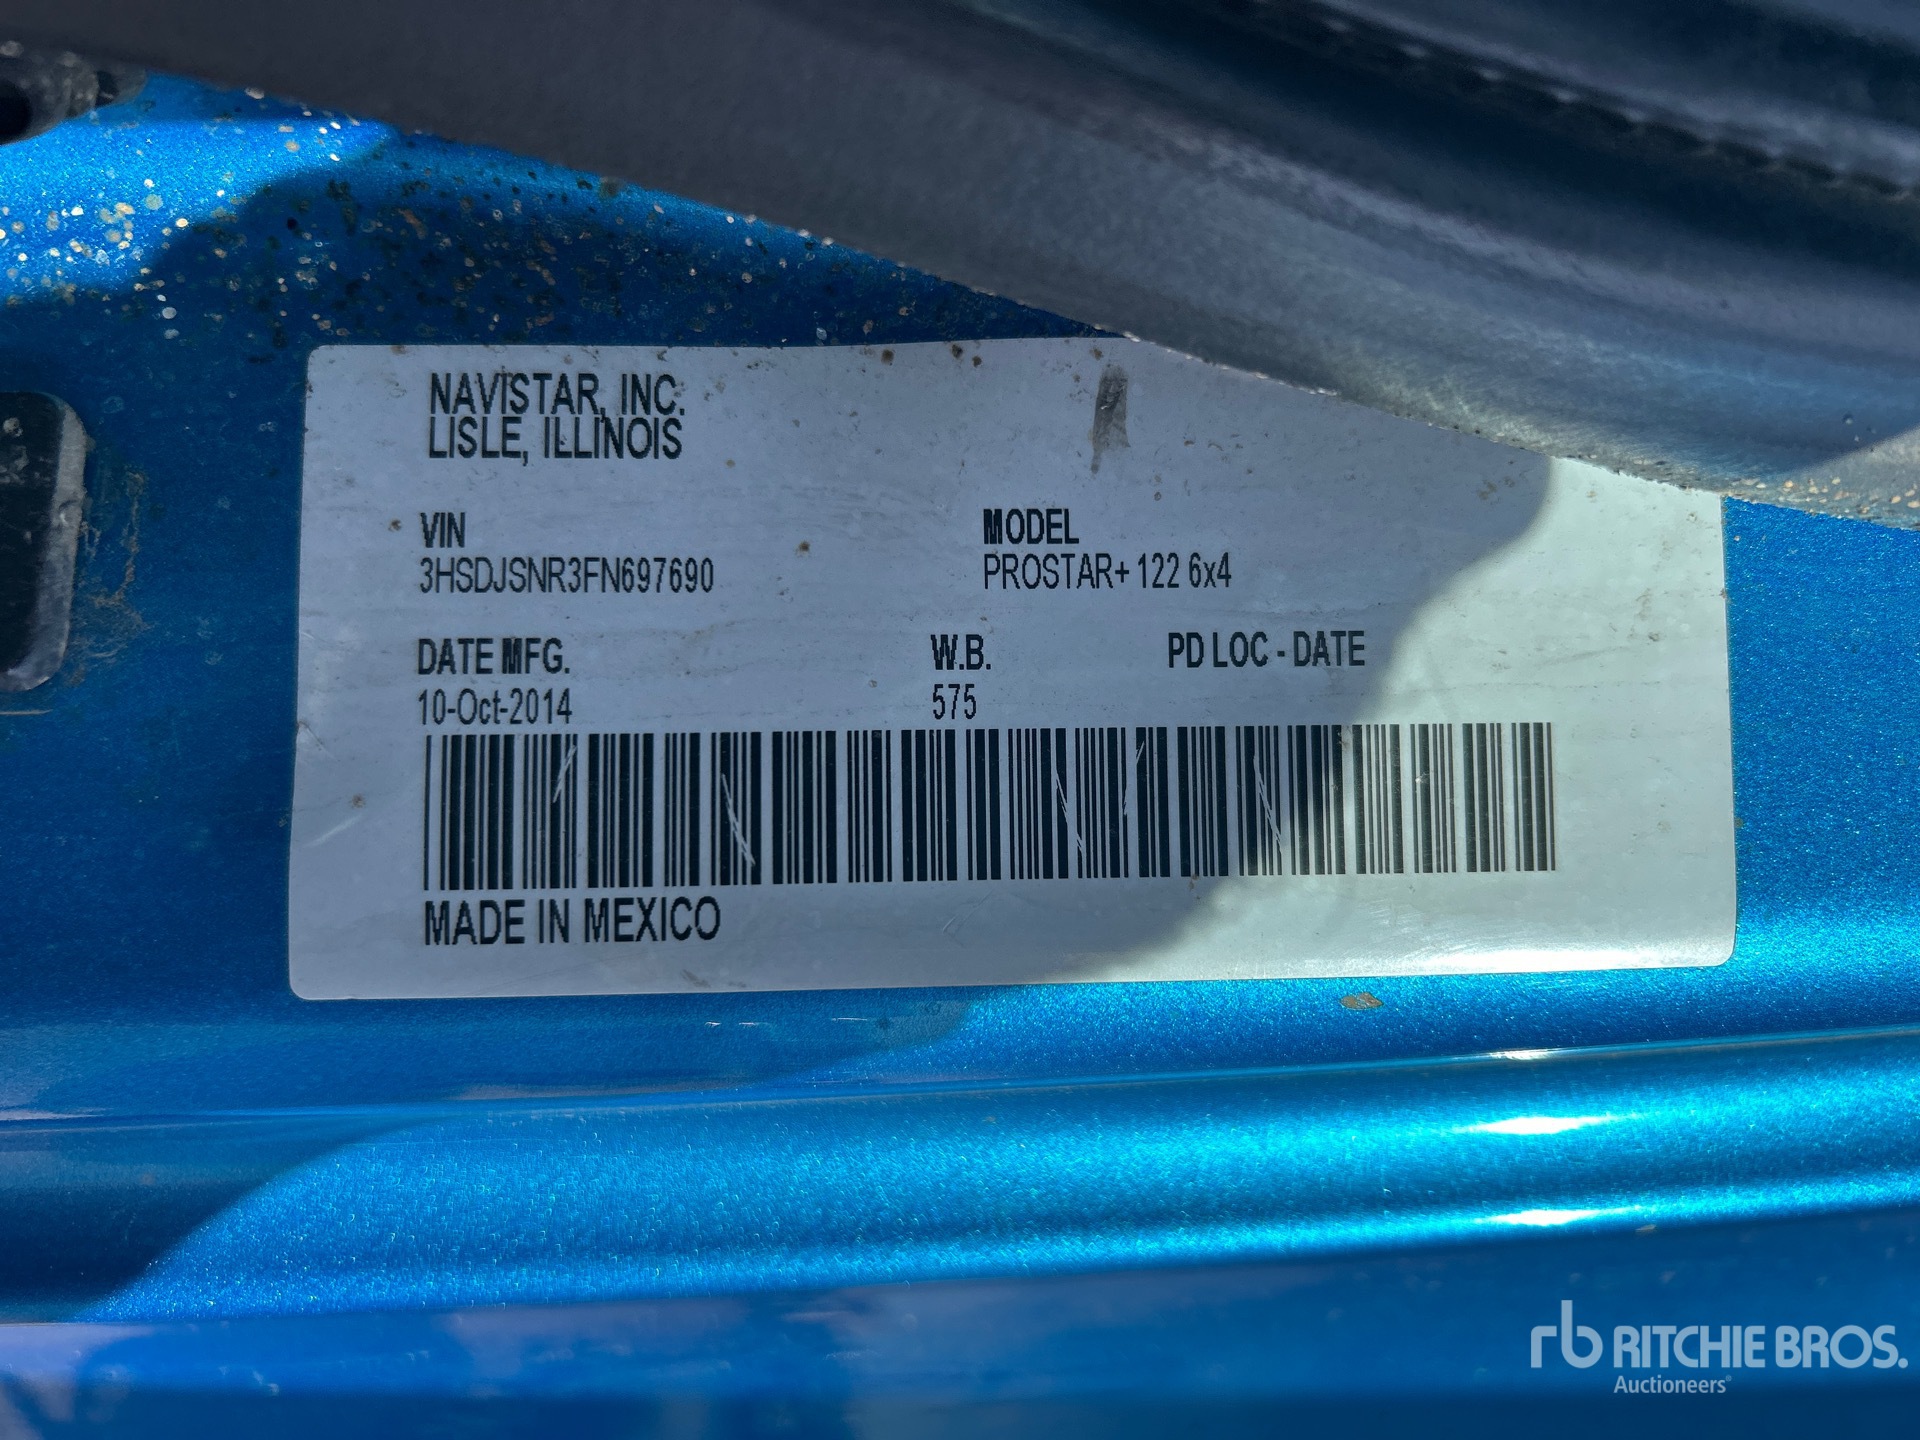 NAVISTAR, INC.
LISLE, ILLINOIS
VIN
3HSDJSNR3FN697690
MODEL
PROSTAR+ 122 6x4
DATE MFG.
10-Oct-2014
W.B.
575
PD LOC - DATE
MADE IN MEXICO
rb RITCHIE BROS.
Auctioneers®